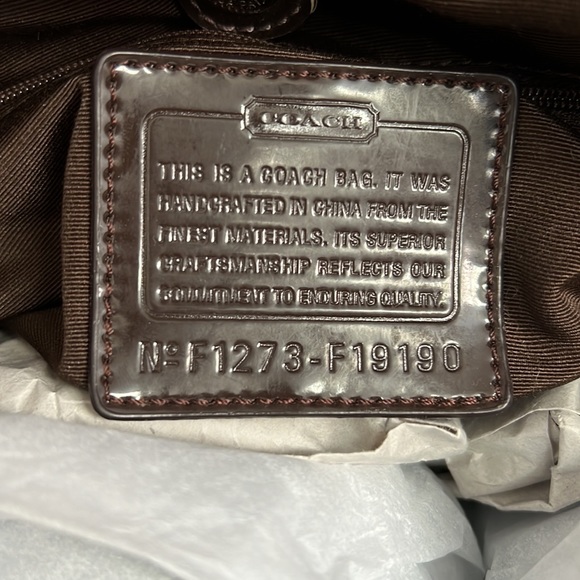 COACH
THIS IS A COACH BAG. IT WAS
HANDCRAFTED IN CHINA FROM THE
FINEST MATERIALS. ITS SUPERIOR
CRAFTSMANSHIP REFLECTS OUR
COMMITMENT TO ENDURING QUALITY.
Nº F1273-F19190